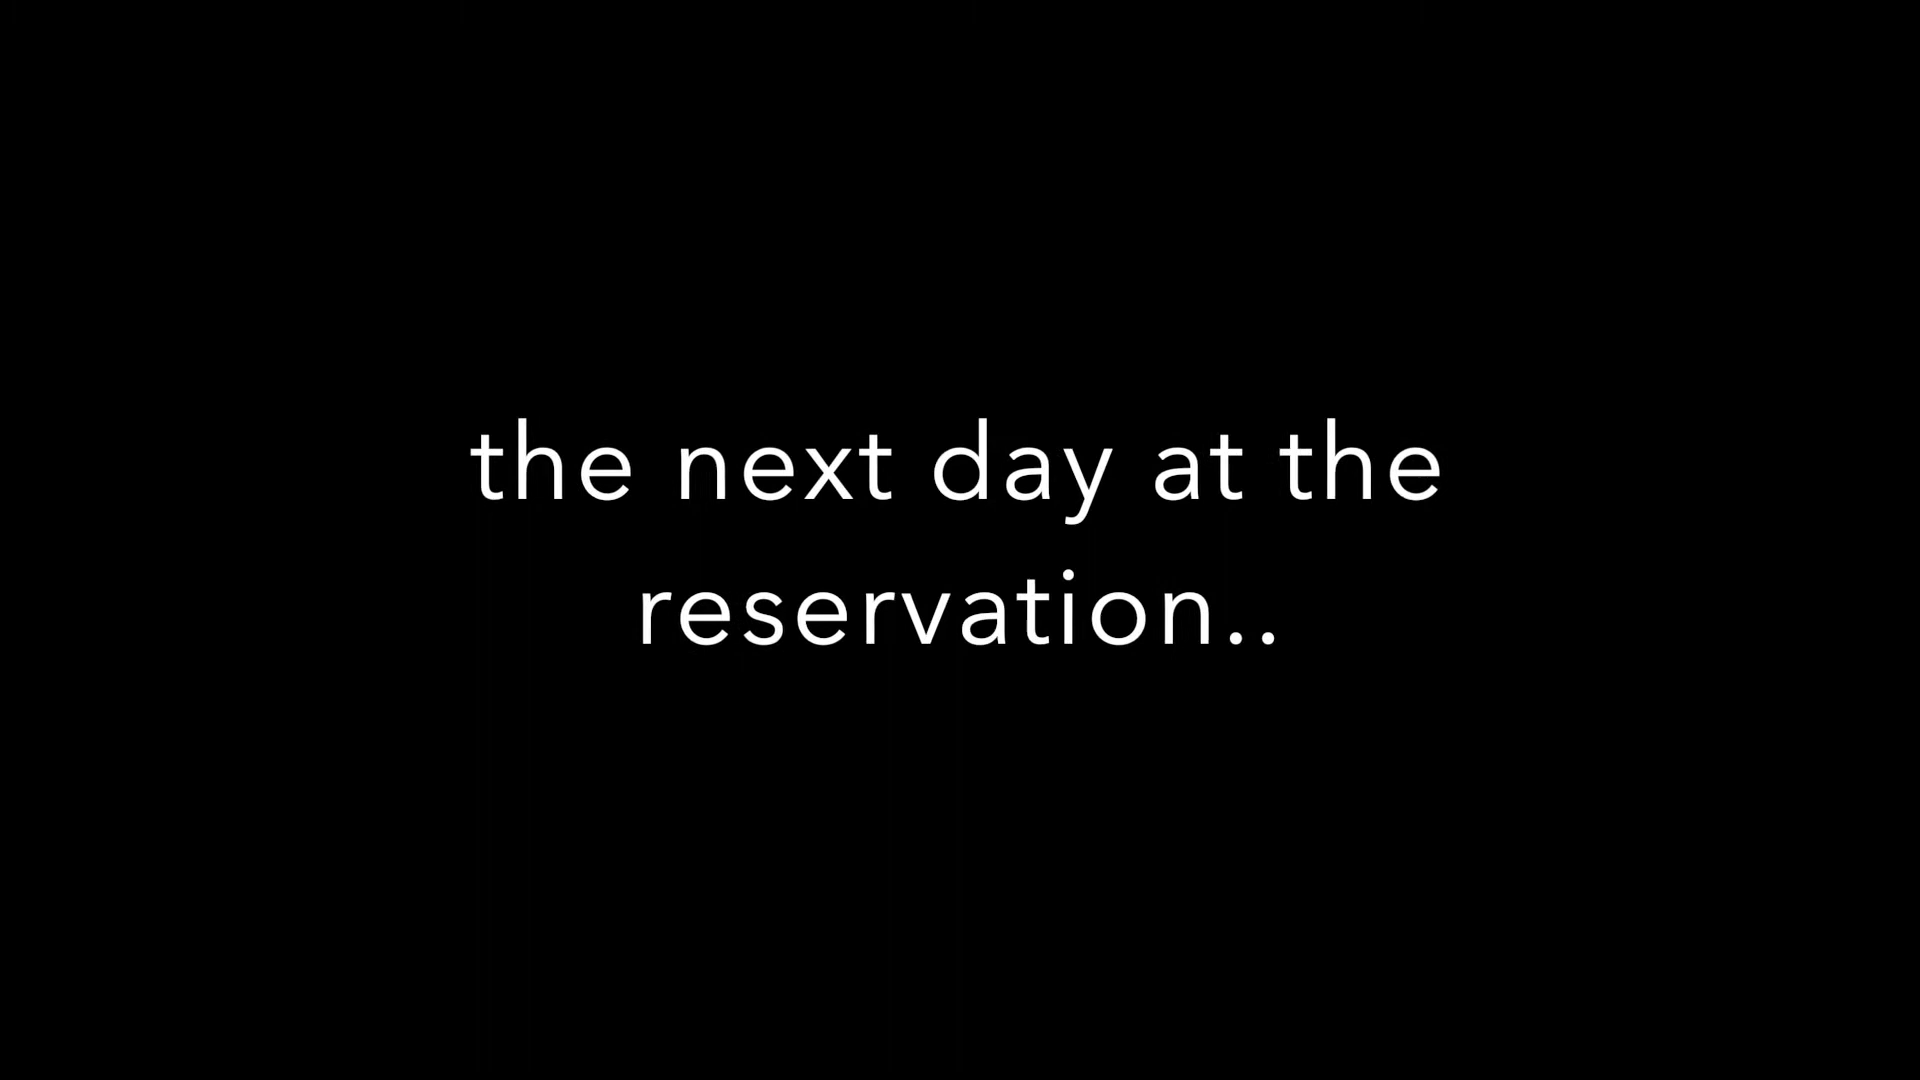 the next day at the
reservation..